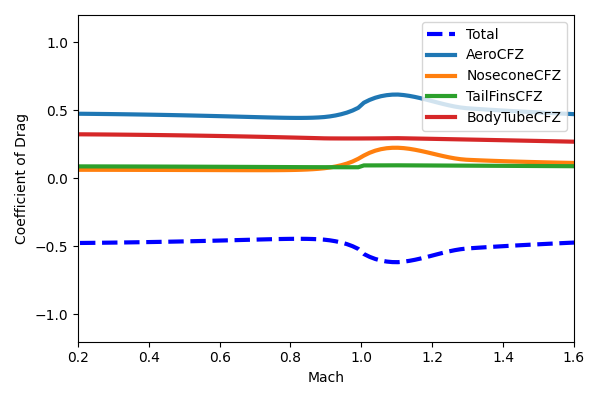 Total
AeroCFZ
NoseconeCFZ
TailFinsCFZ
BodyTubeCFZ
Coefficient of Drag
1.0
0.5
0.0
−0.5
−1.0
0.2 0.4 0.6 0.8 1.0 1.2 1.4 1.6
Mach